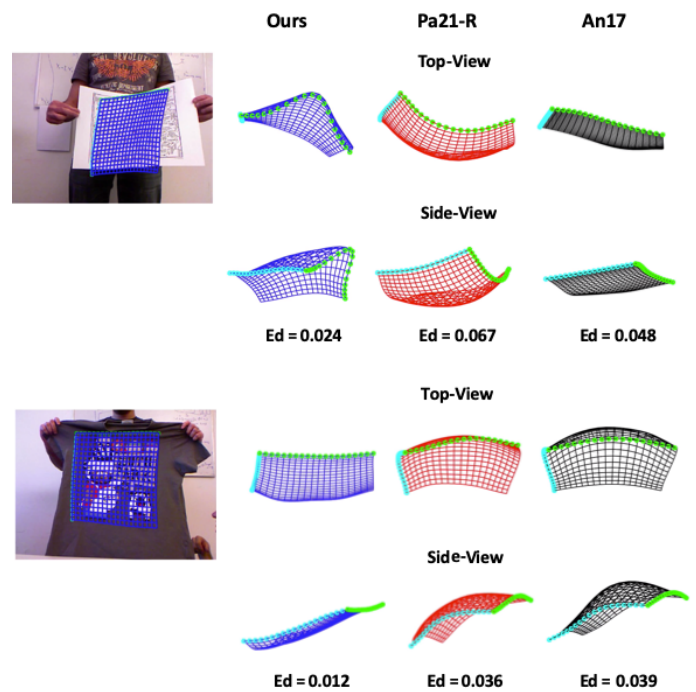 Ours Pa21-R An17
Top-View
Side-View
Ed = 0.024 Ed = 0.067 Ed = 0.048
Top-View
Side-View
Ed = 0.012 Ed = 0.036 Ed = 0.039